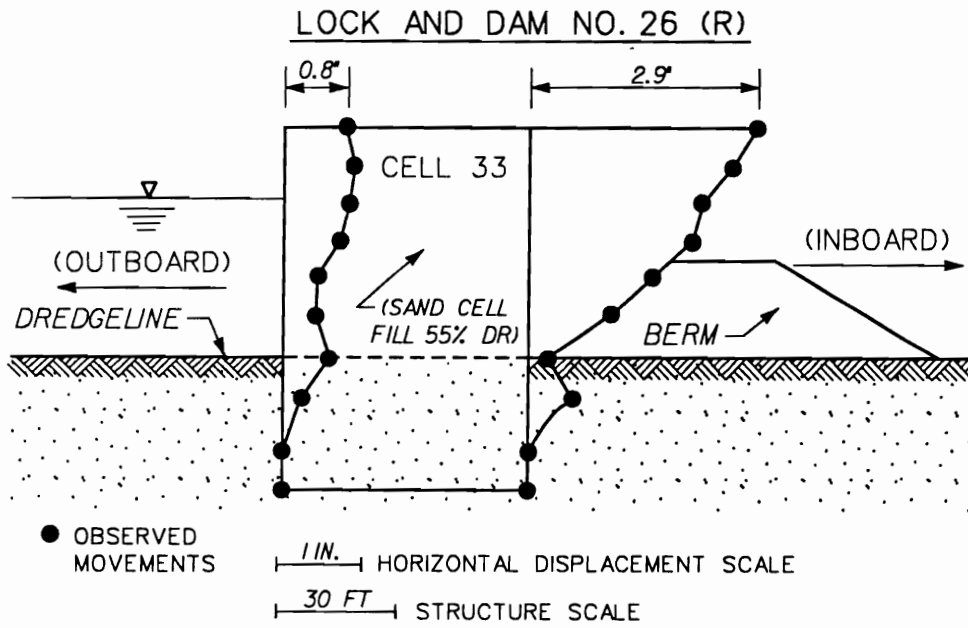 LOCK AND DAM NO. 26 (R)
0.8"
2.9"
CELL 33
(OUTBOARD)
(INBOARD)
(SAND CELL
FILL 55% DR)
DREDGELINE
BERM
OBSERVED
MOVEMENTS
1 IN.
HORIZONTAL DISPLACEMENT SCALE
30 FT
STRUCTURE SCALE